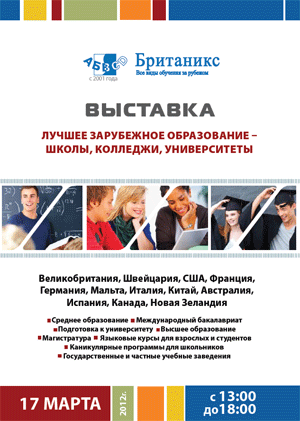 АБЗСО
с 2001 года
Британикс
Все виды обучения за рубежом
ВЫСТАВКА
ЛУЧШЕЕ ЗАРУБЕЖНОЕ ОБРАЗОВАНИЕ –
ШКОЛЫ, КОЛЛЕДЖИ, УНИВЕРСИТЕТЫ
Великобритания, Швейцария, США, Франция,
Германия, Мальта, Италия, Китай, Австралия,
Испания, Канада, Новая Зеландия
■ Среднее образование ■ Международный бакалавриат
■ Подготовка к университету ■ Высшее образование
■ Магистратура ■ Языковые курсы для взрослых и студентов
■ Каникулярные программы для школьников
■ Государственные и частные учебные заведения
17 МАРТА
2012г.
с 13:00
до 18:00